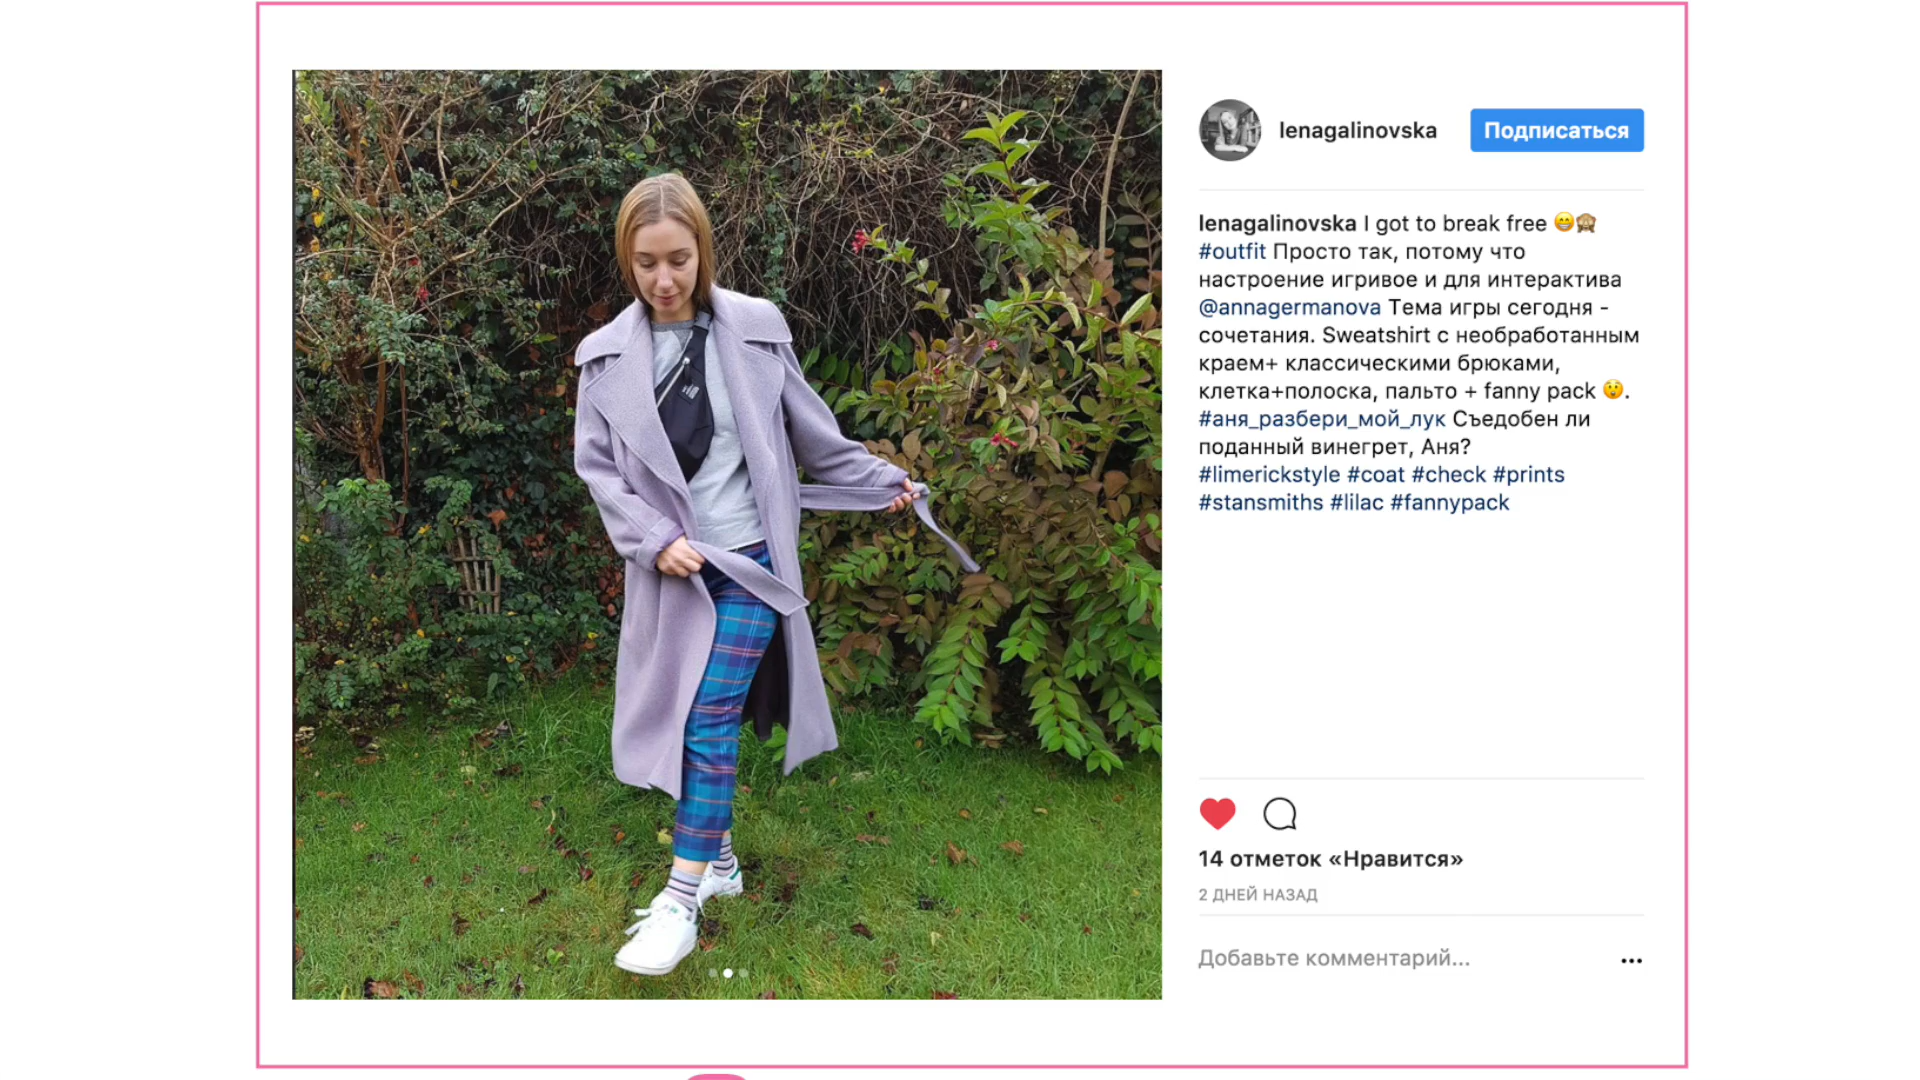 lenagalinovska
Подписаться
lenagalinovska I got to break free 😁🙈
#outfit Просто так, потому что
настроение игривое и для интерактива
@annagermanova Тема игры сегодня -
сочетания. Sweatshirt с необработанным
краем+ классическими брюками,
клетка+полоска, пальто + fanny pack 😲.
#аня_разбери_мой_лук Съедобен ли
поданный винегрет, Аня?
#limerickstyle #coat #check #prints
#stansmiths #lilac #fannypack
14 отметок «Нравится»
2 ДНЕЙ НАЗАД
Добавьте комментарий...